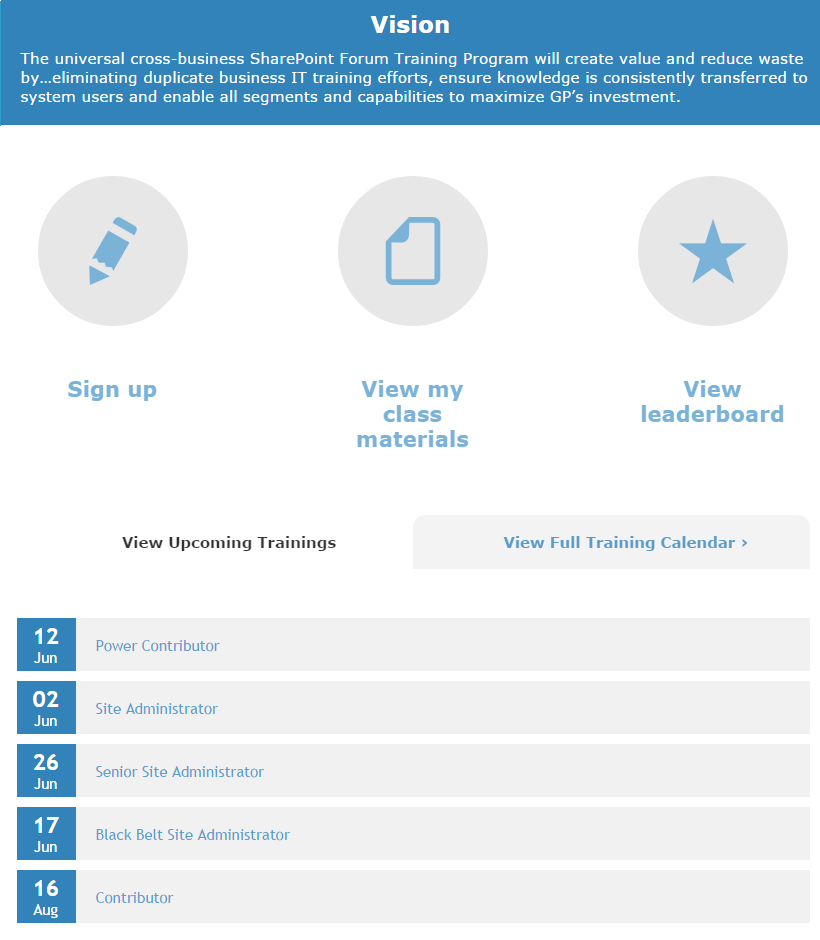 Vision
The universal cross-business SharePoint Forum Training Program will create value and reduce waste
by…eliminating duplicate business IT training efforts, ensure knowledge is consistently transferred to
system users and enable all segments and capabilities to maximize GP’s investment.
Sign up
View my
class
materials
View
leaderboard
View Upcoming Trainings
View Full Training Calendar ›
12
Jun
Power Contributor
02
Jun
Site Administrator
26
Jun
Senior Site Administrator
17
Jun
Black Belt Site Administrator
16
Aug
Contributor